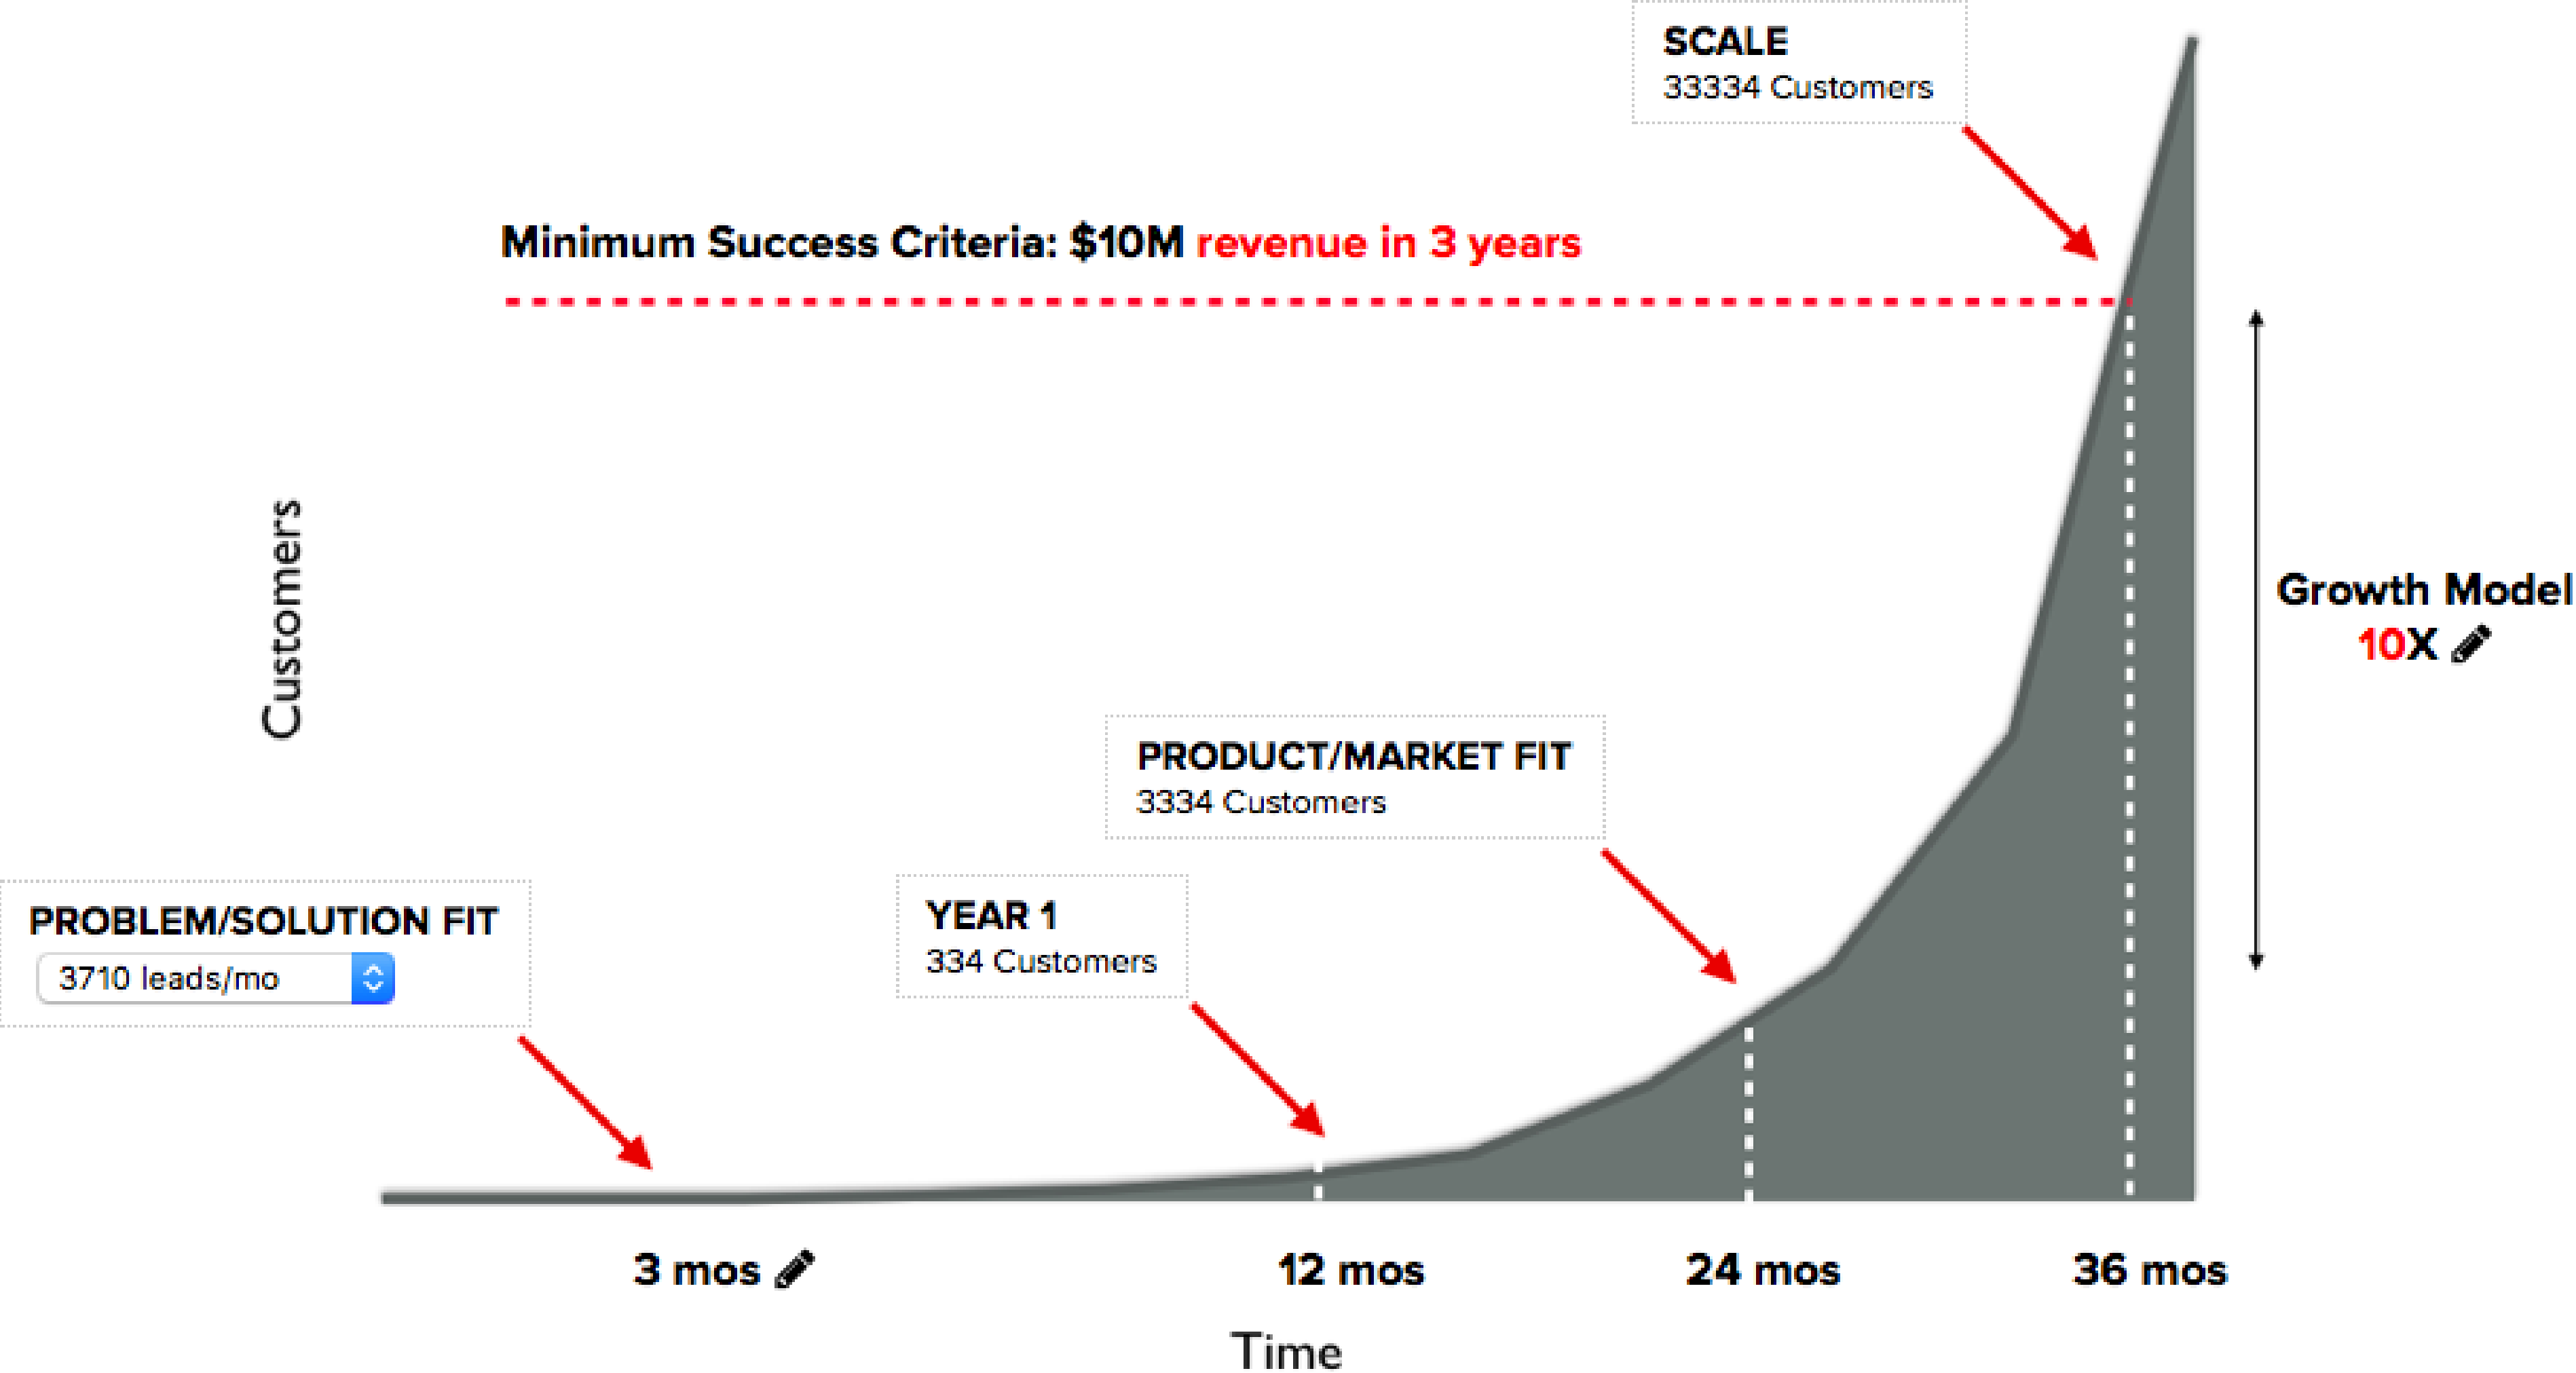 SCALE
33334 Customers
Minimum Success Criteria: $10M revenue in 3 years
Customers
Growth Model
10X
PRODUCT/MARKET FIT
3334 Customers
YEAR 1
334 Customers
PROBLEM/SOLUTION FIT
3710 leads/mo
3 mos
12 mos
24 mos
36 mos
Time